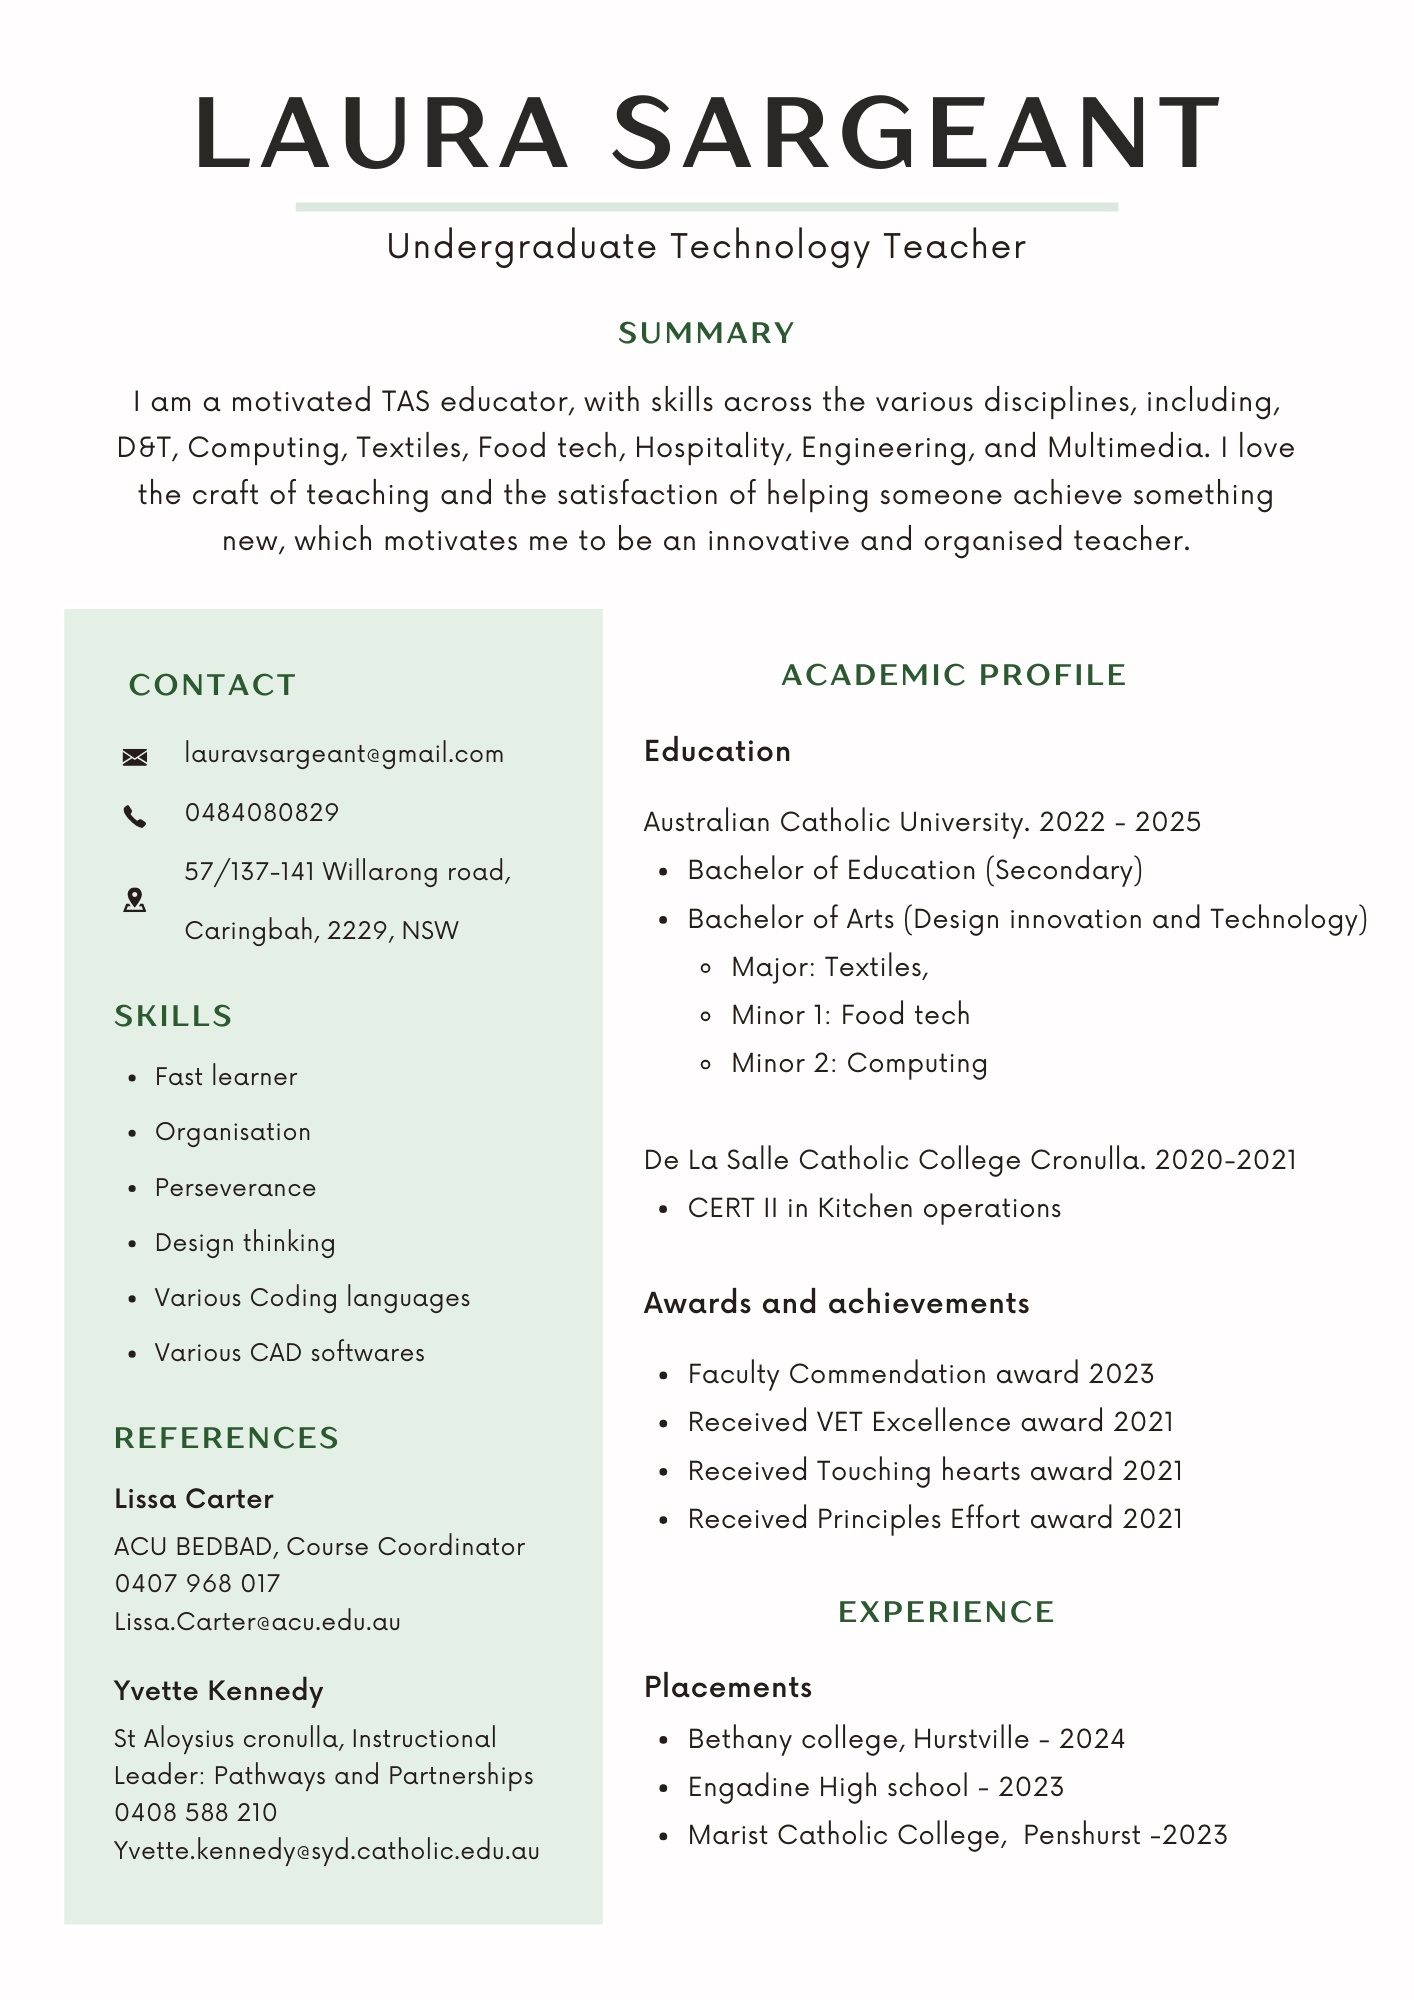 LAURA SARGEANT
Undergraduate Technology Teacher
SUMMARY
I am a motivated TAS educator, with skills across the various disciplines, including,
D&T, Computing, Textiles, Food tech, Hospitality, Engineering, and Multimedia. I love
the craft of teaching and the satisfaction of helping someone achieve something
new, which motivates me to be an innovative and organised teacher.
CONTACT
lauravsargeant@gmail.com
0484080829
57/137-141 Willarong road,
Caringbah, 2229, NSW
SKILLS
• Fast learner
• Organisation
• Perseverance
• Design thinking
• Various Coding languages
• Various CAD softwares
REFERENCES
Lissa Carter
ACU BEDBAD, Course Coordinator
0407 968 017
Lissa.Carter@acu.edu.au
Yvette Kennedy
St Aloysius cronulla, Instructional
Leader: Pathways and Partnerships
0408 588 210
Yvette.kennedy@syd.catholic.edu.au
ACADEMIC PROFILE
Education
Australian Catholic University. 2022 - 2025
• Bachelor of Education (Secondary)
• Bachelor of Arts (Design innovation and Technology)
◦ Major: Textiles,
◦ Minor 1: Food tech
◦ Minor 2: Computing
De La Salle Catholic College Cronulla. 2020-2021
• CERT II in Kitchen operations
Awards and achievements
• Faculty Commendation award 2023
• Received VET Excellence award 2021
• Received Touching hearts award 2021
• Received Principles Effort award 2021
EXPERIENCE
Placements
• Bethany college, Hurstville - 2024
• Engadine High school - 2023
• Marist Catholic College,  Penshurst -2023